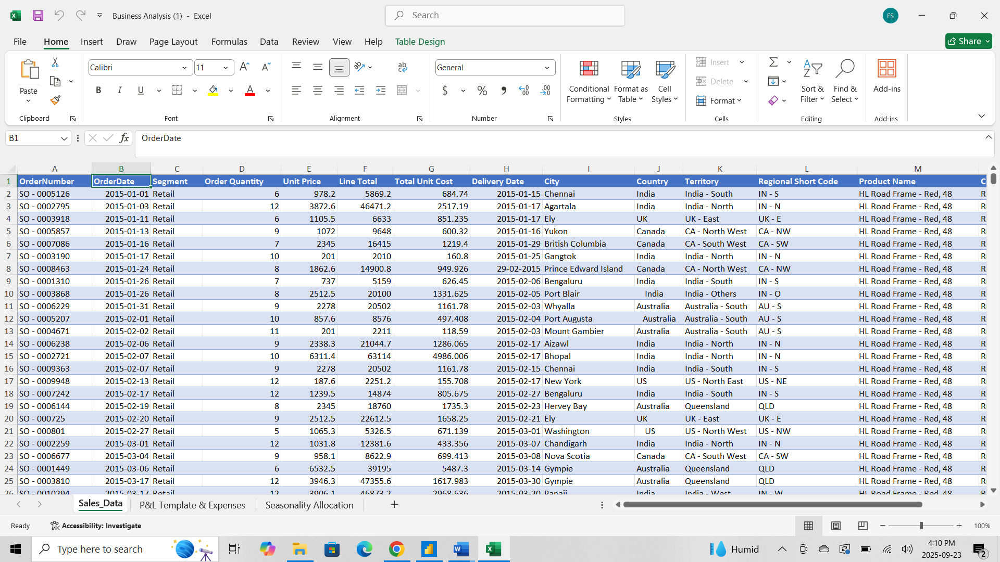 Business Analysis (1) - Excel
Search
FS
File Home Insert Draw Page Layout Formulas Data Review View Help Table Design Share
Paste
Clipboard
Calibri 11
B I U
Font
Alignment
General
$ % 
Number
Conditional Formatting
Format as Table
Cell Styles
Styles
Insert
Delete
Format
Cells
Sort & Filter
Find & Select
Editing
Add-ins
Add-ins
B1 fx OrderDate
A B C D E F G H I J K L M
1 OrderNumber OrderDate Segment Order Quantity Unit Price Line Total Total Unit Cost Delivery Date City Country Territory Regional Short Code Product Name C
2 SO - 0005126 2015-01-01 Retail 6 978.2 5869.2 684.74 2015-01-15 Chennai India India - South IN - S HL Road Frame - Red, 48 R
3 SO - 0002795 2015-01-03 Retail 12 3872.6 46471.2 2517.19 2015-01-17 Agartala India India - North IN - N HL Road Frame - Red, 48 R
4 SO - 0003918 2015-01-11 Retail 6 1105.5 6633 851.235 2015-01-17 Ely UK UK - East UK - E HL Road Frame - Red, 48 R
5 SO - 0005857 2015-01-13 Retail 9 1072 9648 600.32 2015-01-16 Yukon Canada CA - North West CA - NW HL Road Frame - Red, 48 R
6 SO - 0007086 2015-01-16 Retail 7 2345 16415 1219.4 2015-01-29 British Columbia Canada CA - South West CA - SW HL Road Frame - Red, 48 R
7 SO - 0003190 2015-01-17 Retail 10 201 2010 160.8 2015-01-25 Gangtok India India - North IN - N HL Road Frame - Red, 48 R
8 SO - 0008463 2015-01-24 Retail 8 1862.6 14900.8 949.926 29-02-2015 Prince Edward Island Canada CA - North West CA - NW HL Road Frame - Red, 48 R
9 SO - 0001310 2015-01-26 Retail 7 737 5159 626.45 2015-02-06 Bengaluru India India - South IN - S HL Road Frame - Red, 48 R
10 SO - 0003868 2015-01-26 Retail 8 2512.5 20100 1331.625 2015-02-05 Port Blair India India - Others IN - O HL Road Frame - Red, 48 R
11 SO - 0006229 2015-01-31 Retail 9 2278 20502 1161.78 2015-02-03 Whyalla Australia Australia - South AU - S HL Road Frame - Red, 48 R
12 SO - 0005207 2015-02-01 Retail 10 857.6 8576 497.408 2015-02-04 Port Augusta Australia Australia - South AU - S HL Road Frame - Red, 48 R
13 SO - 0004671 2015-02-02 Retail 11 201 2211 118.59 2015-02-03 Mount Gambier Australia Australia - South AU - S HL Road Frame - Red, 48 R
14 SO - 0006238 2015-02-06 Retail 9 2338.3 21044.7 1286.065 2015-02-17 Aizawl India India - North IN - N HL Road Frame - Red, 48 R
15 SO - 0002721 2015-02-07 Retail 10 6311.4 63114 4986.006 2015-02-17 Bhopal India India - North IN - N HL Road Frame - Red, 48 R
16 SO - 0009363 2015-02-07 Retail 9 2278 20502 1161.78 2015-02-15 Chennai India India - South IN - S HL Road Frame - Red, 48 R
17 SO - 0009948 2015-02-13 Retail 12 187.6 2251.2 155.708 2015-02-17 New York US US - North East US - NE HL Road Frame - Red, 48 R
18 SO - 0007242 2015-02-17 Retail 12 1239.5 14874 805.675 2015-02-27 Bengaluru India India - South IN - S HL Road Frame - Red, 48 R
19 SO - 0006144 2015-02-19 Retail 8 2345 18760 1735.3 2015-02-23 Hervey Bay Australia Queensland QLD HL Road Frame - Red, 48 R
20 SO - 000725 2015-02-20 Retail 9 2512.5 22612.5 1658.25 2015-02-21 Ely UK UK - East UK - E HL Road Frame - Red, 48 R
21 SO - 000801 2015-02-27 Retail 5 1065.3 5326.5 671.139 2015-03-01 Washington US US - North West US - NW HL Road Frame - Red, 48 R
22 SO - 0002259 2015-03-01 Retail 12 1031.8 12381.6 433.356 2015-03-07 Chandigarh India India - North IN - N HL Road Frame - Red, 48 R
23 SO - 0006677 2015-03-04 Retail 9 958.1 8622.9 699.413 2015-03-08 Nova Scotia Canada CA - South West CA - SW HL Road Frame - Red, 48 R
24 SO - 0001449 2015-03-06 Retail 6 6532.5 39195 5487.3 2015-03-14 Gympie Australia Queensland QLD HL Road Frame - Red, 48 R
25 SO - 0003810 2015-03-17 Retail 12 3946.3 47355.6 1617.983 2015-03-30 Gympie Australia Queensland QLD HL Road Frame - Red, 48 R
26 SO - 0010294 2015-03-17 Retail 12 3906.1 46873.2 2968.636 2015-03-20 Panaji India India - West IN - W HL Road Frame - Red, 48 R
Sales_Data P&L Template & Expenses Seasonality Allocation
Ready Accessibility: Investigate 100%
Type here to search
Humid
4:10 PM
2025-09-23
2